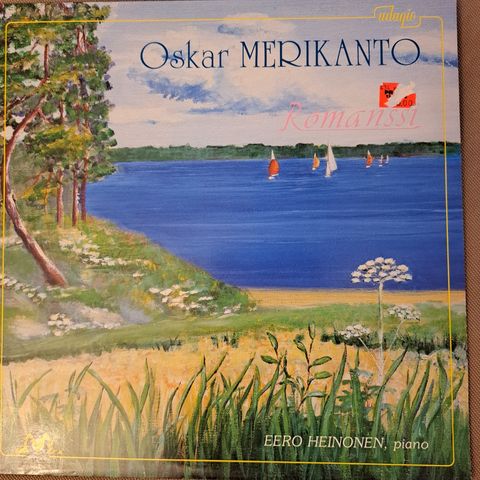 adagio
Oskar MERIKANTO
Romanssi
EERO HEINONEN, piano